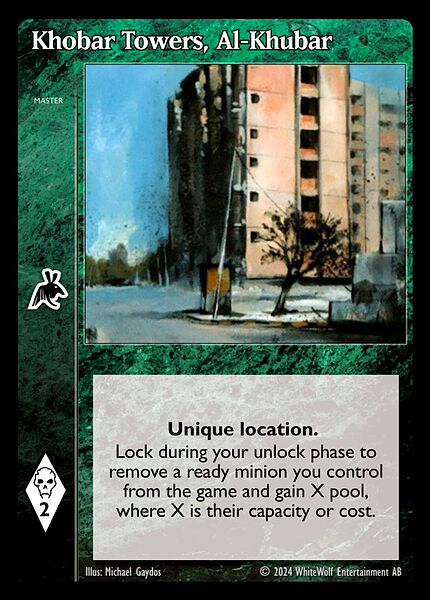 Khobar Towers, Al-Khubar
MASTER
Unique location.
Lock during your unlock phase to
remove a ready minion you control
from the game and gain X pool,
where X is their capacity or cost.
2
Illus: Michael Gaydos
© 2024 WhiteWolf Entertainment AB